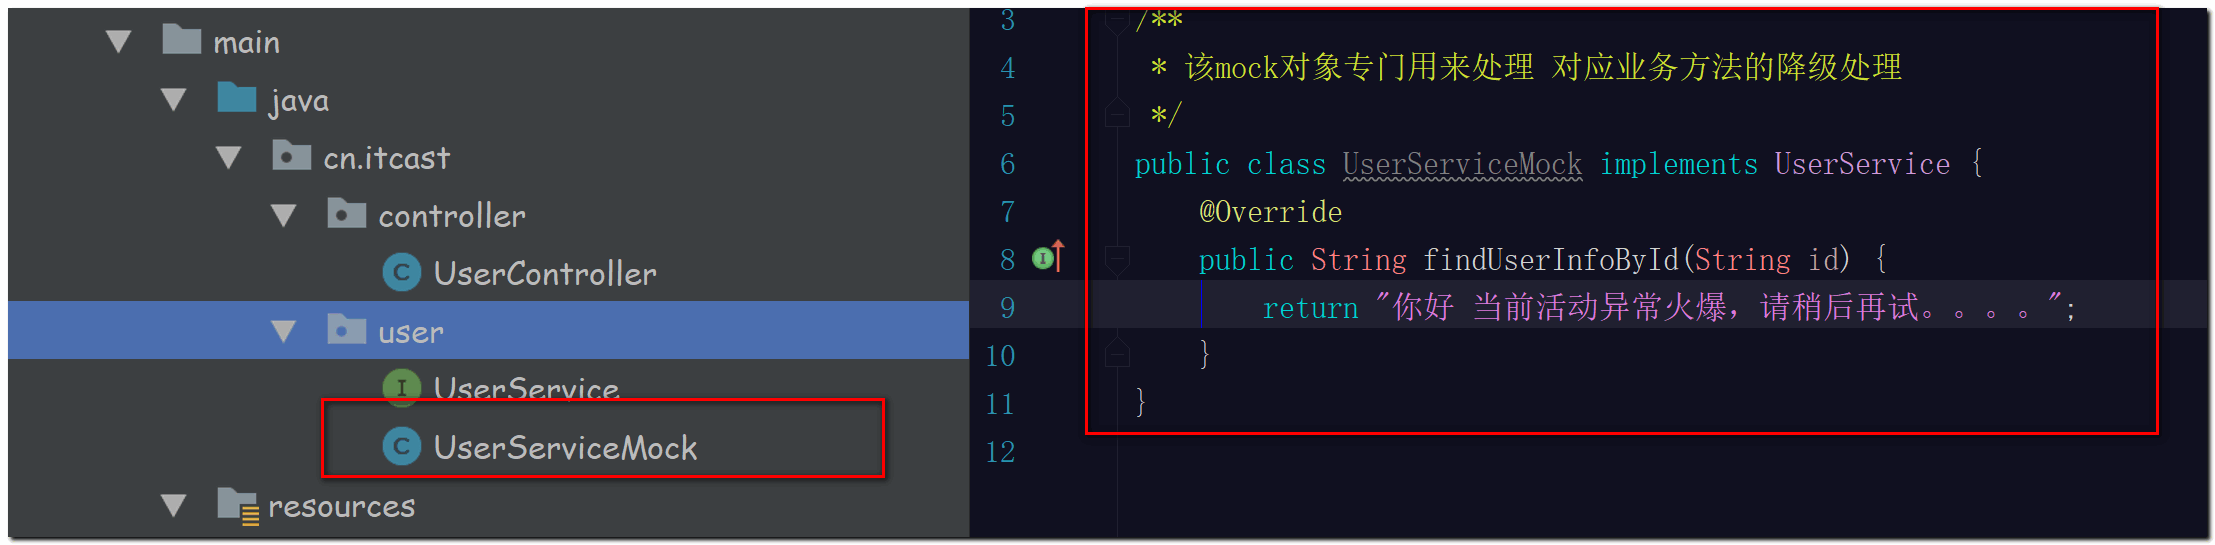 main
java
cn.itcast
controller
UserController
user
UserService
UserServiceMock
resources
3 /**
4 * 该mock对象专门用来处理 对应业务方法的降级处理
5 */
6 public class UserServiceMock implements UserService {
7 @Override
8 public String findUserInfoById(String id) {
9 return "你好 当前活动异常火爆，请稍后再试。。。。";
10 }
11 }
12